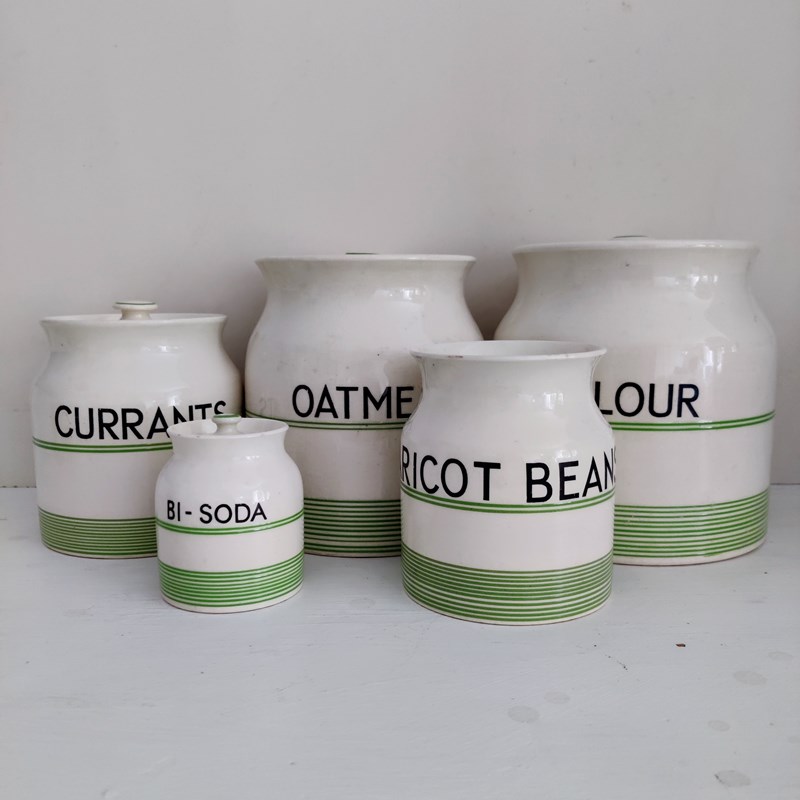 CURRANTS
OATME
LOUR
RICOT BEANS
BI-SODA